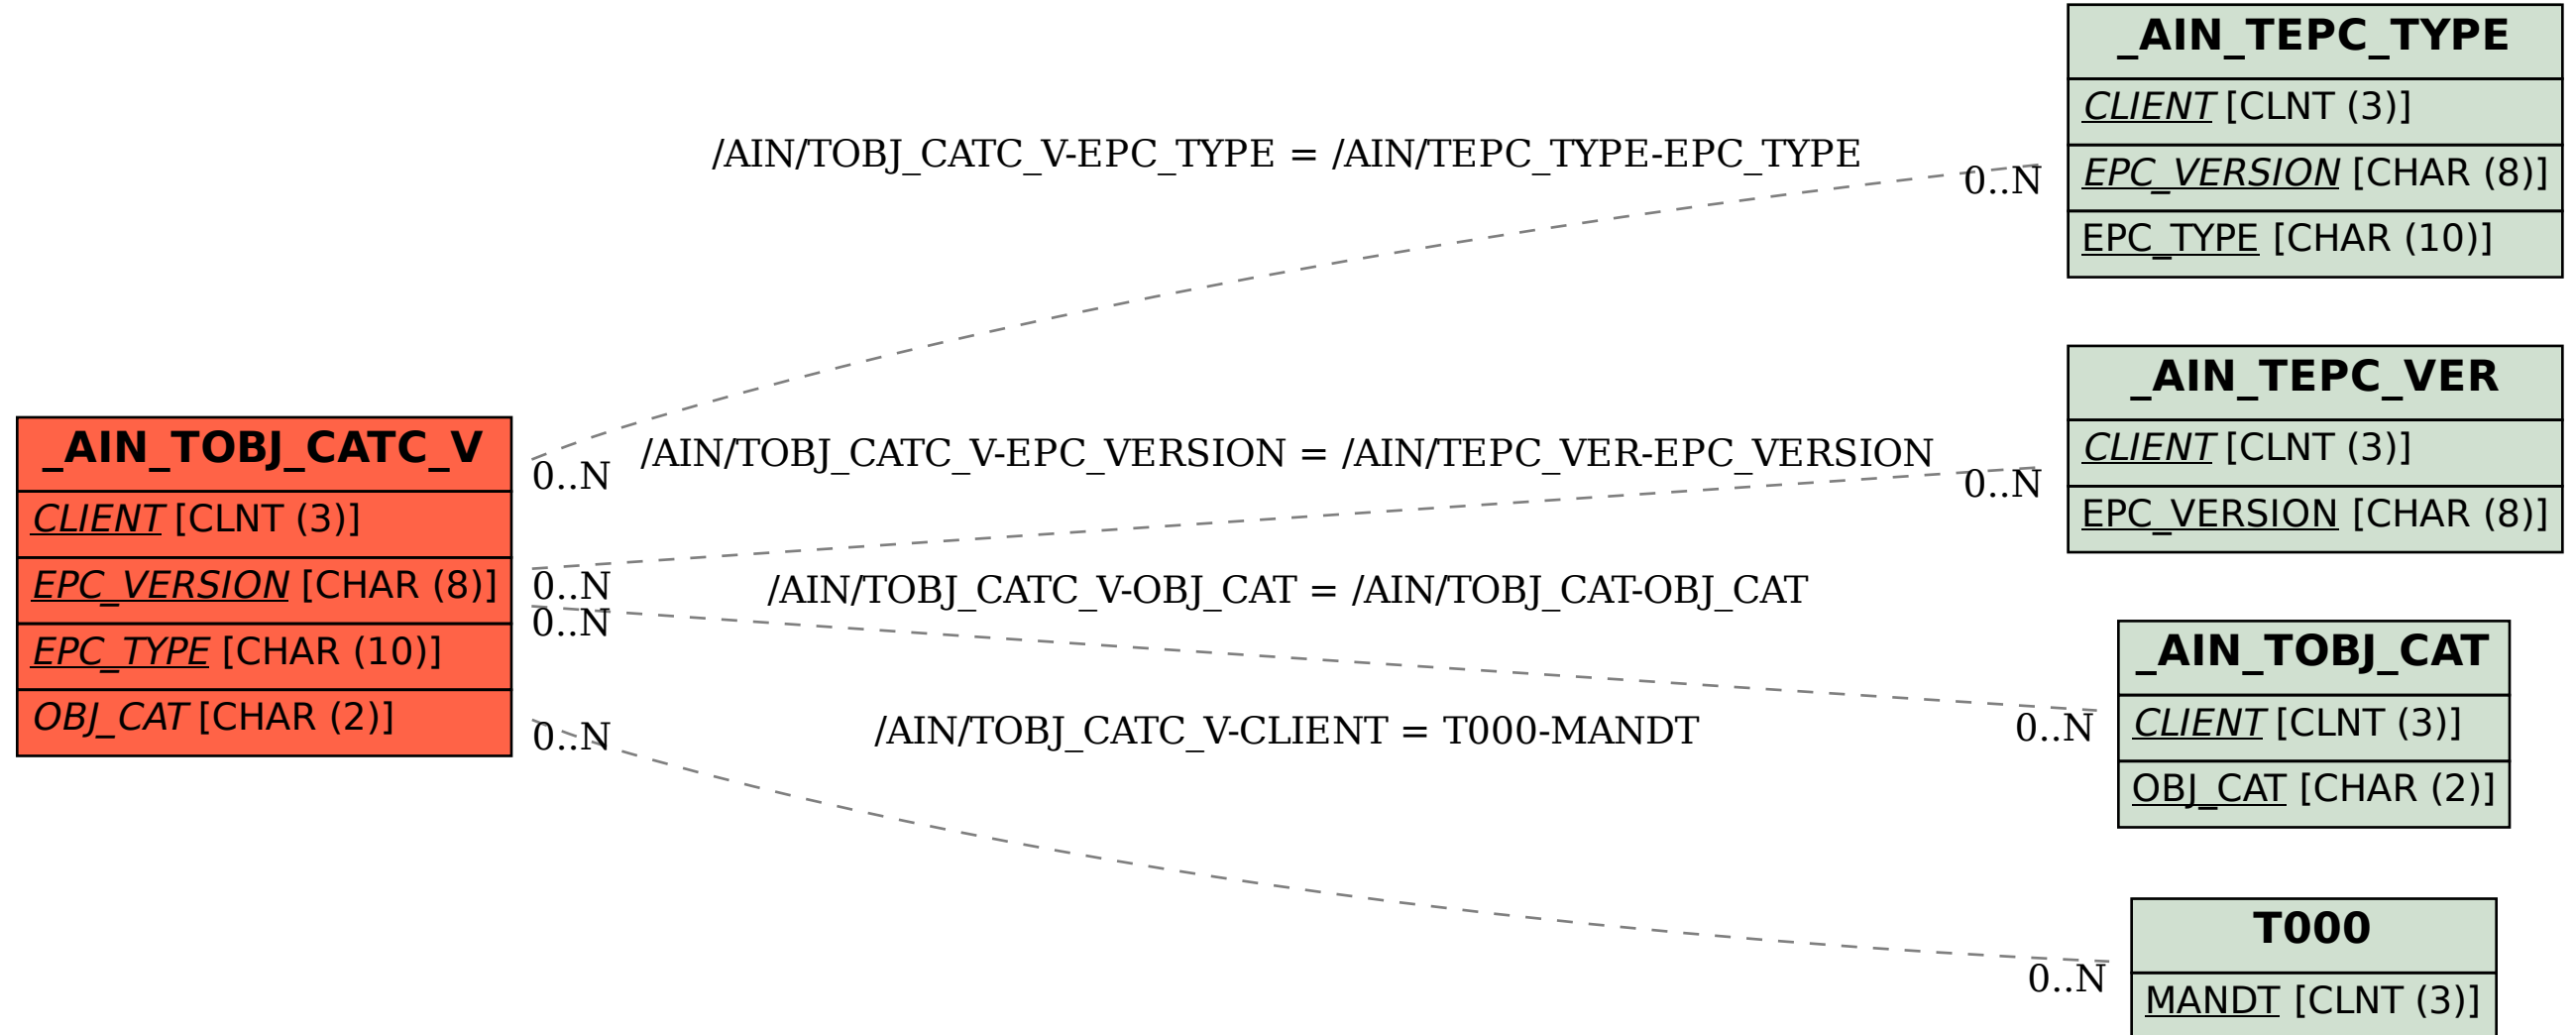 _AIN_TEPC_TYPE
CLIENT [CLNT (3)]
EPC_VERSION [CHAR (8)]
EPC_TYPE [CHAR (10)]
/AIN/TOBJ_CATC_V-EPC_TYPE = /AIN/TEPC_TYPE-EPC_TYPE
0..N
0..N
_AIN_TEPC_VER
CLIENT [CLNT (3)]
EPC_VERSION [CHAR (8)]
/AIN/TOBJ_CATC_V-EPC_VERSION = /AIN/TEPC_VER-EPC_VERSION
0..N
0..N
_AIN_TOBJ_CATC_V
CLIENT [CLNT (3)]
EPC_VERSION [CHAR (8)]
EPC_TYPE [CHAR (10)]
OBJ_CAT [CHAR (2)]
/AIN/TOBJ_CATC_V-OBJ_CAT = /AIN/TOBJ_CAT-OBJ_CAT
0..N
0..N
_AIN_TOBJ_CAT
CLIENT [CLNT (3)]
OBJ_CAT [CHAR (2)]
/AIN/TOBJ_CATC_V-CLIENT = T000-MANDT
0..N
0..N
T000
MANDT [CLNT (3)]